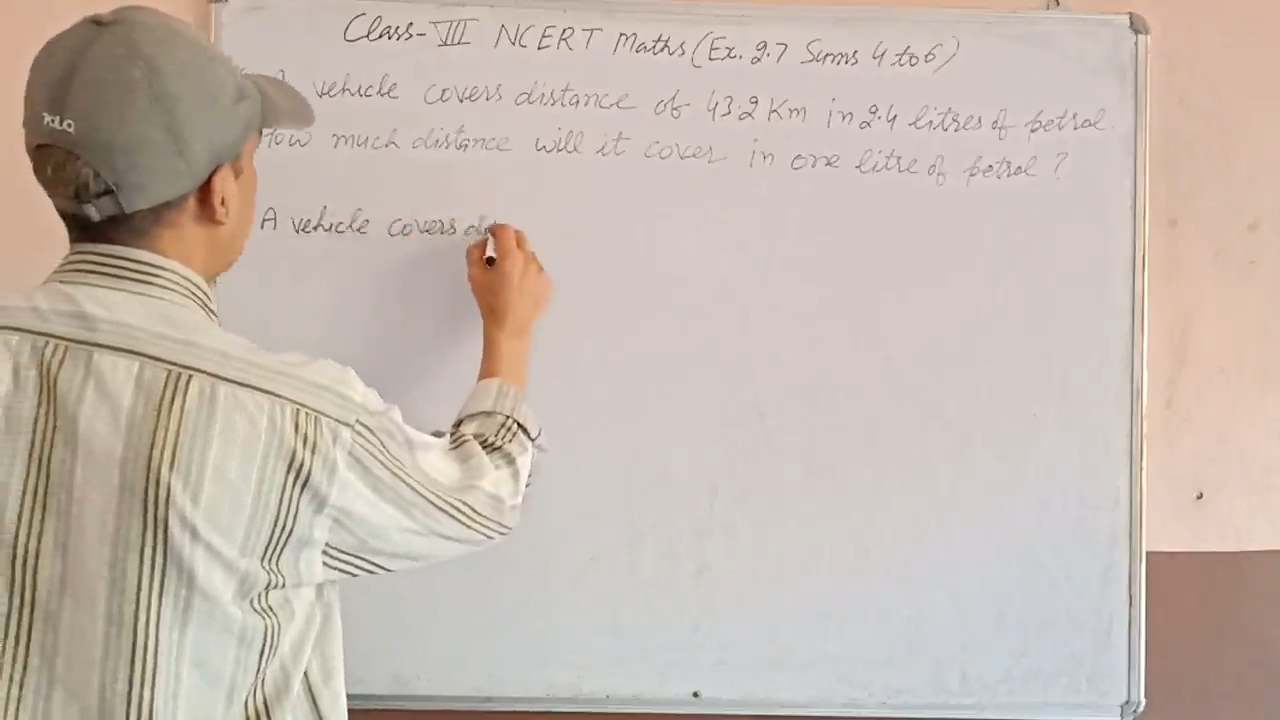 Class-VII NCERT Maths (Ex. 2.7 Sums 4 to 6)
vehicle covers distance of 43.2 Km in 2.4 litres of petrol.
How much distance will it cover in one litre of petrol ?
A vehicle covers
POLO